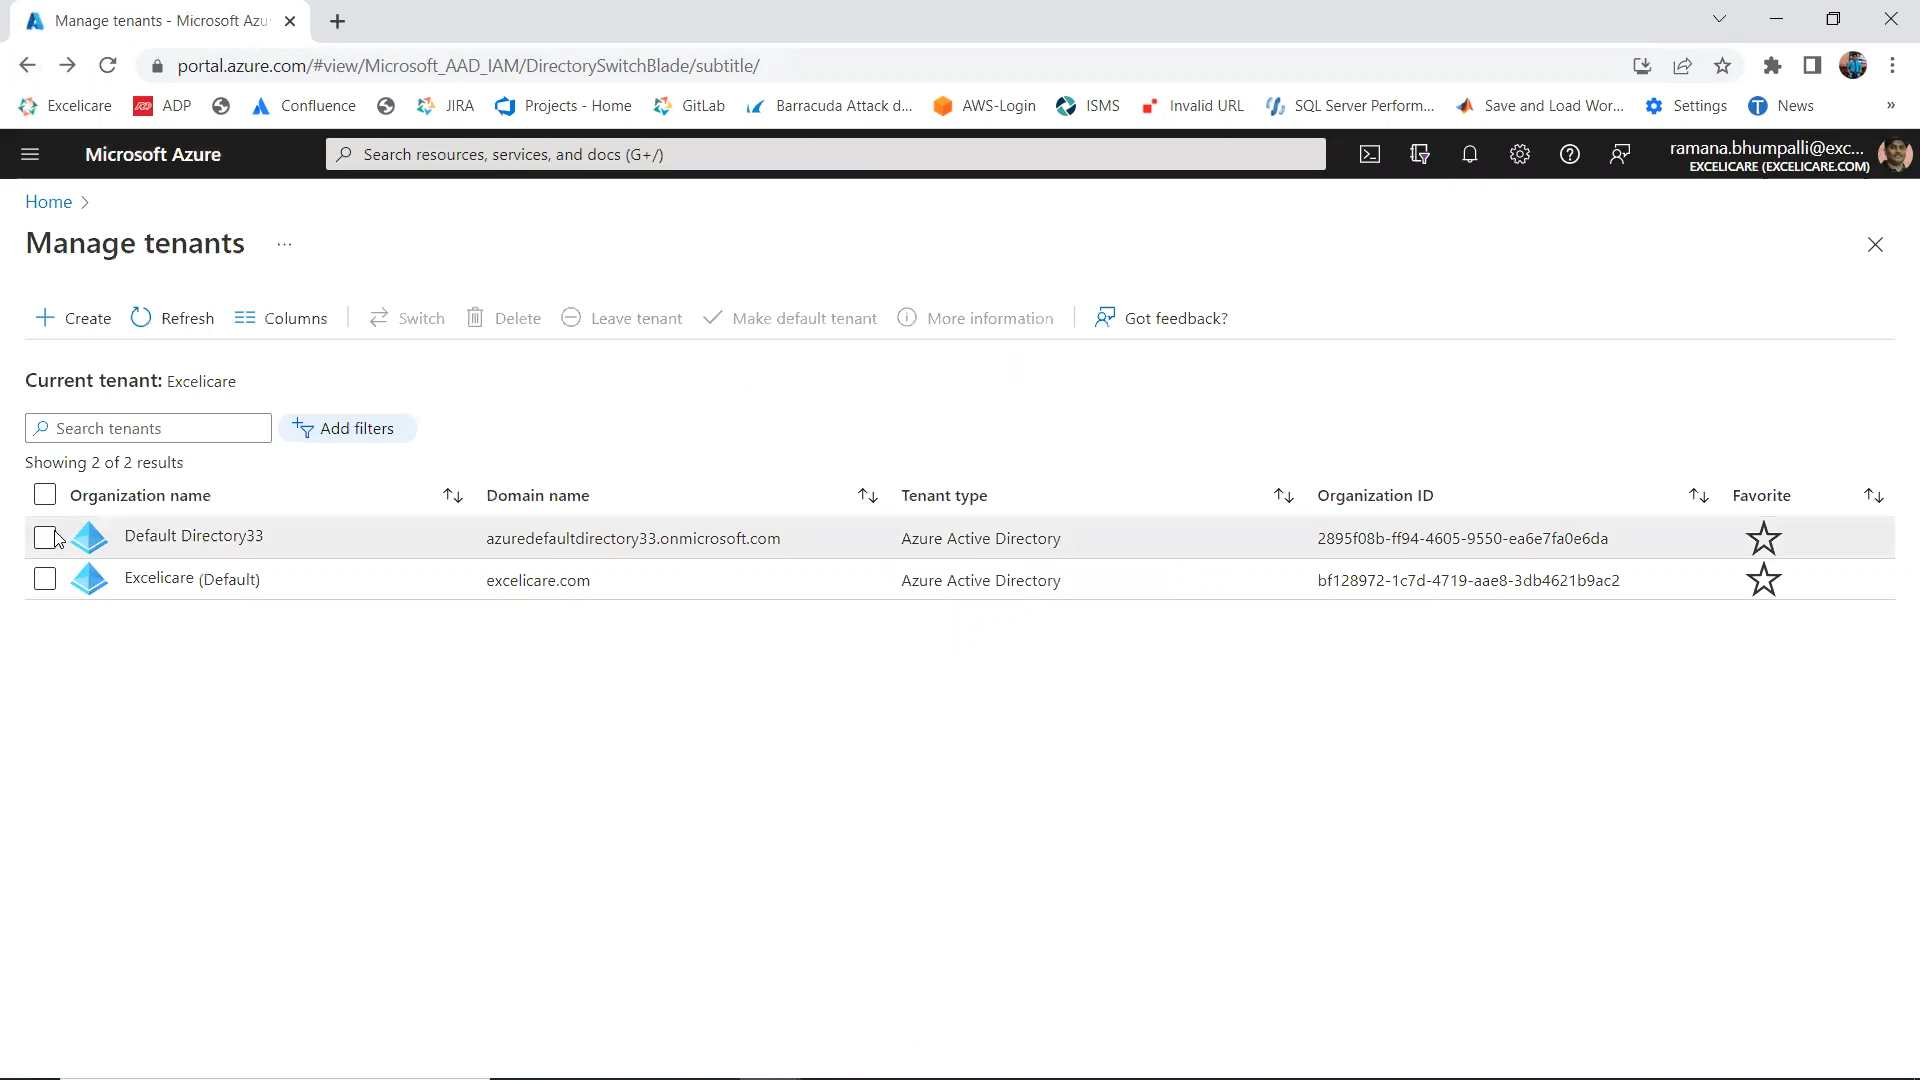 Manage tenants - Microsoft Azu
portal.azure.com/#view/Microsoft_AAD_IAM/DirectorySwitchBlade/subtitle/
Excelicare ADP Confluence JIRA Projects - Home GitLab Barracuda Attack d... AWS-Login ISMS Invalid URL SQL Server Perform... Save and Load Wor... Settings News »
Microsoft Azure Search resources, services, and docs (G+/) ramana.bhumpalli@exc...
EXCELICARE (EXCELICARE.COM)
Home >
Manage tenants ...
Create Refresh Columns Switch Delete Leave tenant Make default tenant More information Got feedback?
Current tenant: Excelicare
Search tenants Add filters
Showing 2 of 2 results
Organization name Domain name Tenant type Organization ID Favorite
Default Directory33 azuredefaultdirectory33.onmicrosoft.com Azure Active Directory 2895f08b-ff94-4605-9550-ea6e7fa0e6da
Excelicare (Default) excelicare.com Azure Active Directory bf128972-1c7d-4719-aae8-3db4621b9ac2